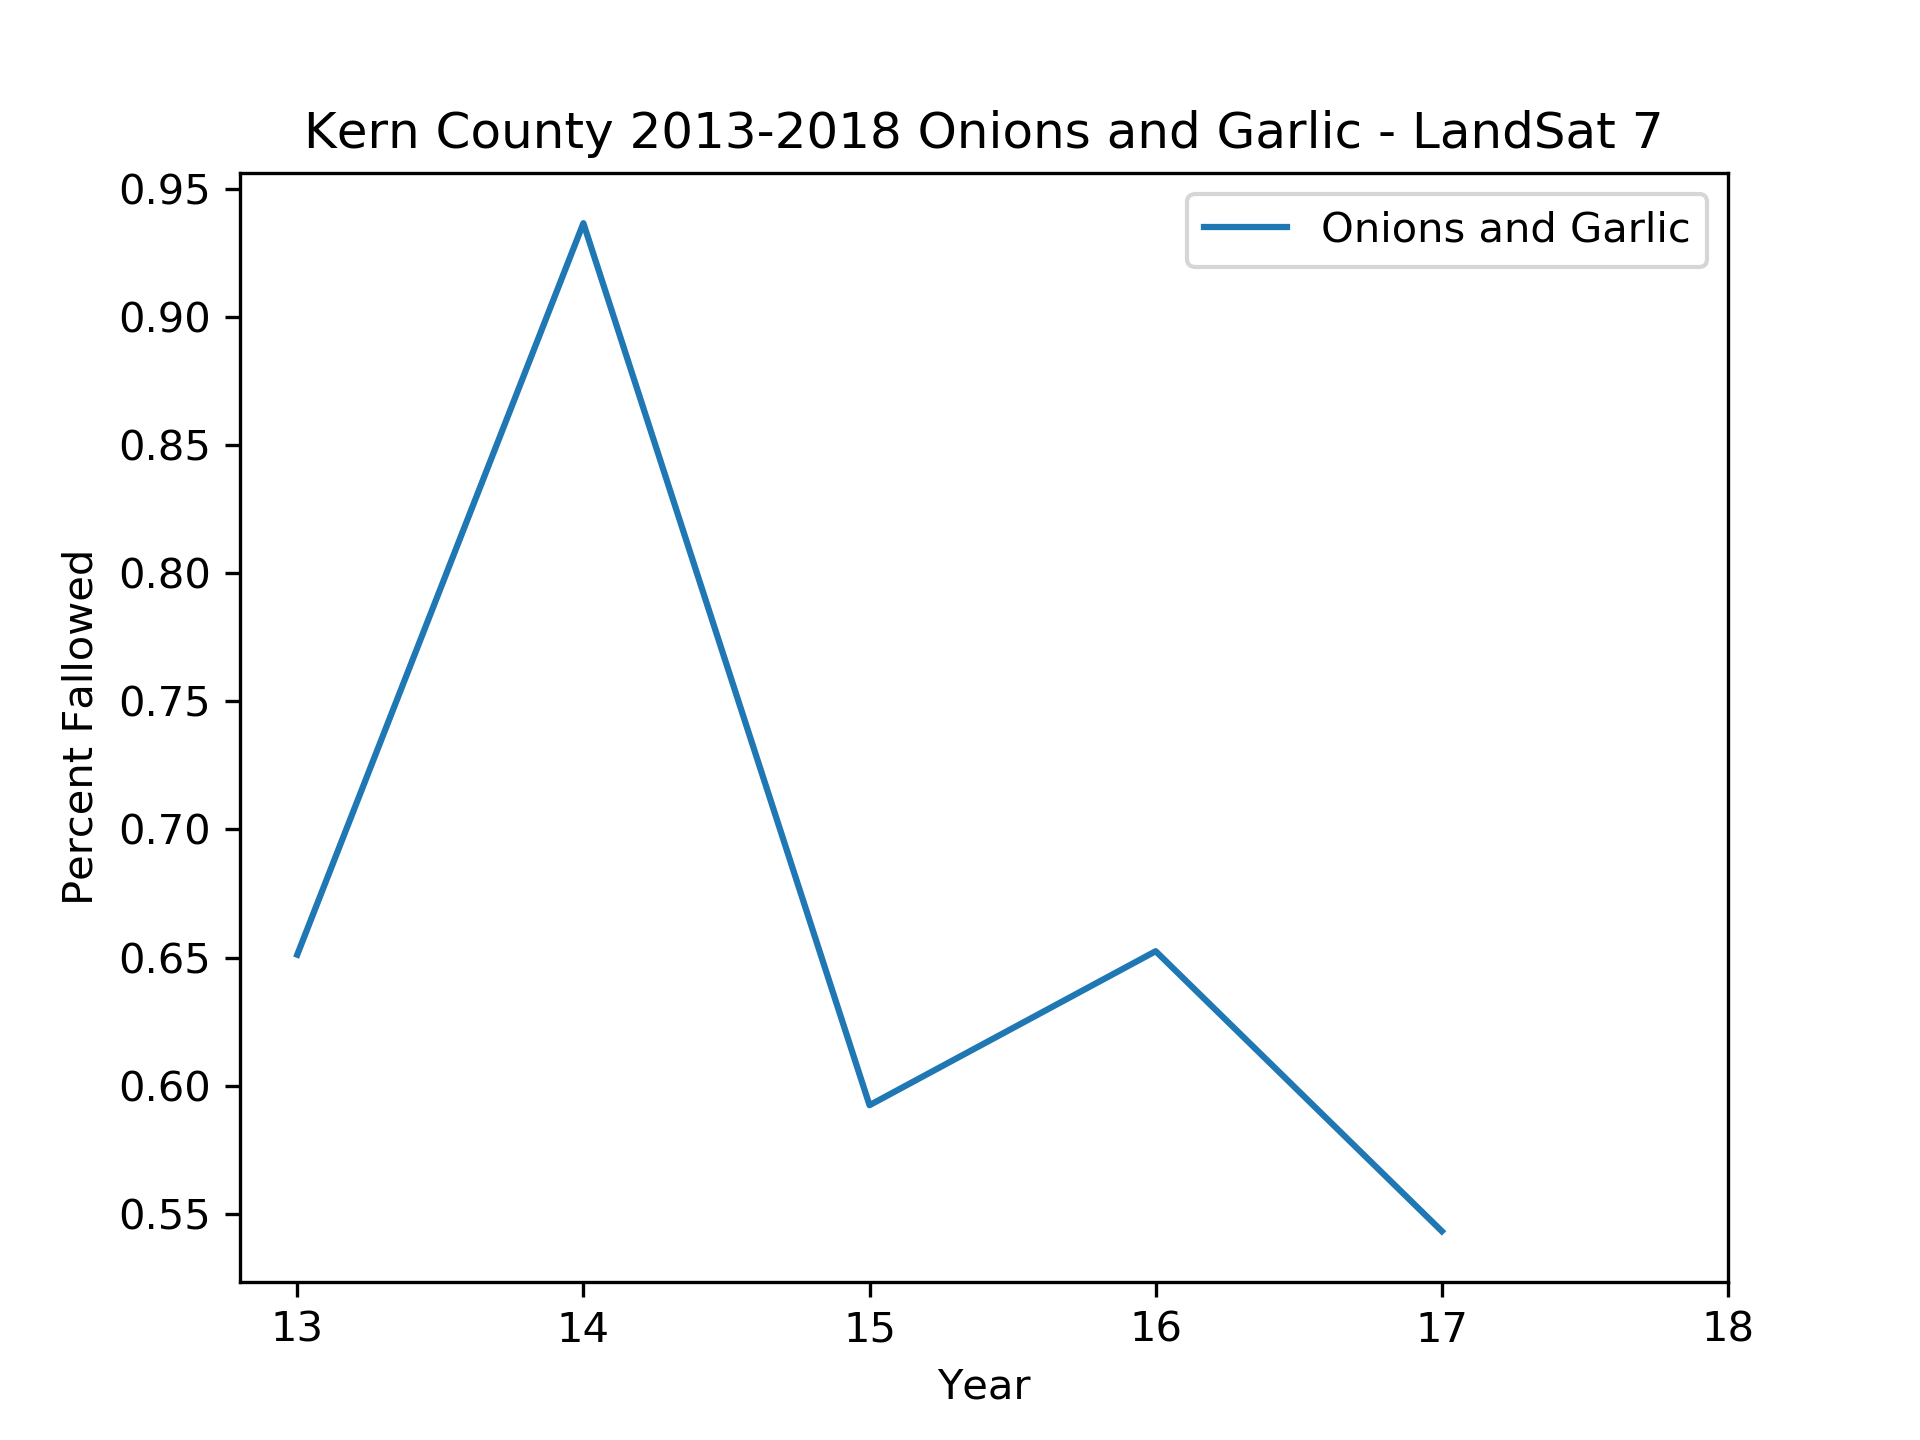 Kern County 2013-2018 Onions and Garlic - LandSat 7
Onions and Garlic
0.95
0.90
0.85
0.80
0.75
0.70
0.65
0.60
0.55
Percent Fallowed
13 14 15 16 17 18
Year